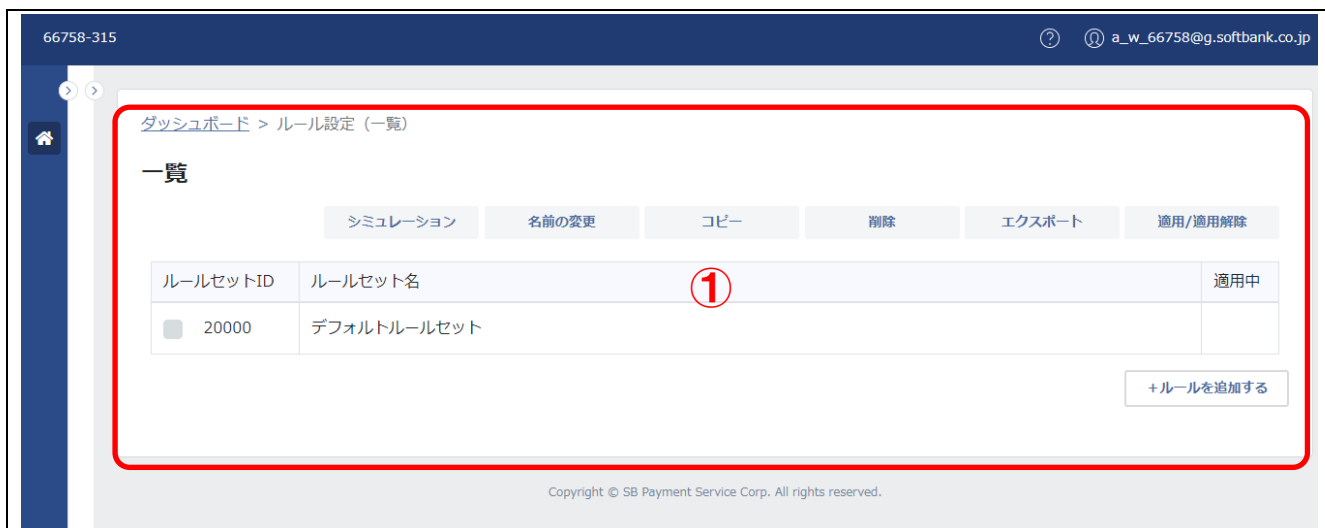 66758-315 a_w_66758@g.softbank.co.jp
ダッシュボード > ルール設定（一覧）
一覧
シミュレーション 名前の変更 コピー 削除 エクスポート 適用/適用解除
ルールセットID ルールセット名 ① 適用中
20000 デフォルトルールセット
+ルールを追加する
Copyright © SB Payment Service Corp. All rights reserved.